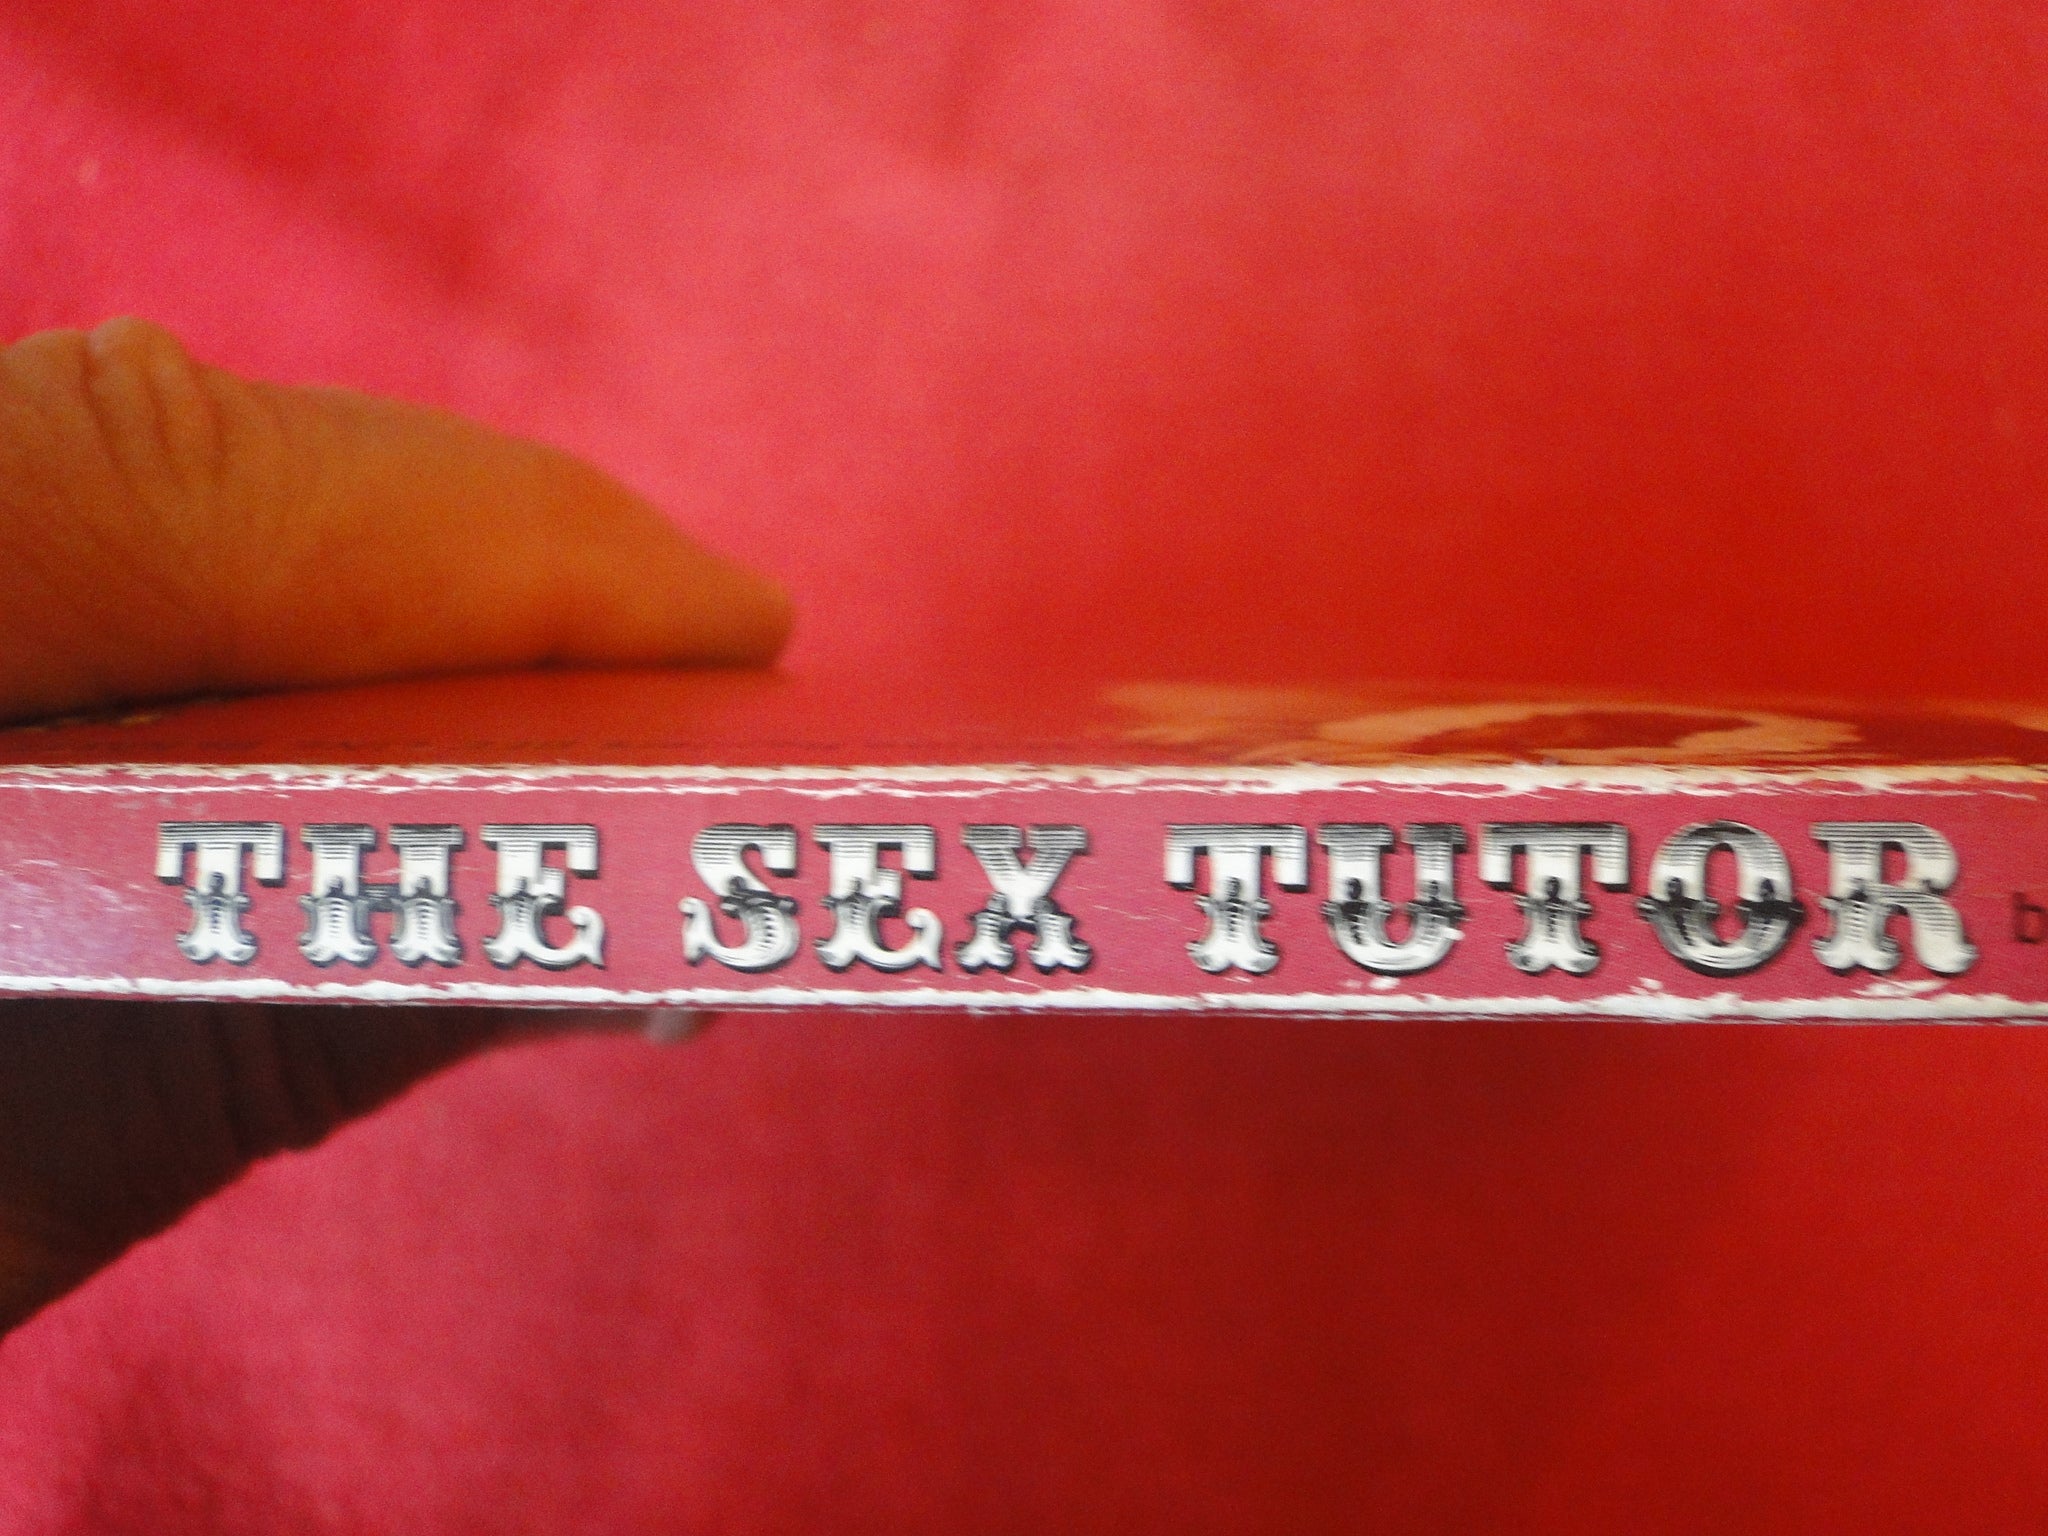 THE SEX TUTOR b